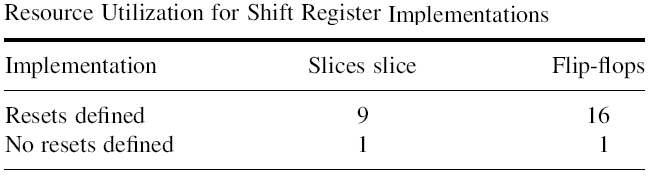 Resource Utilization for Shift Register Implementations
Implementation Slices slice Flip-flops
Resets defined 9 16
No resets defined 1 1